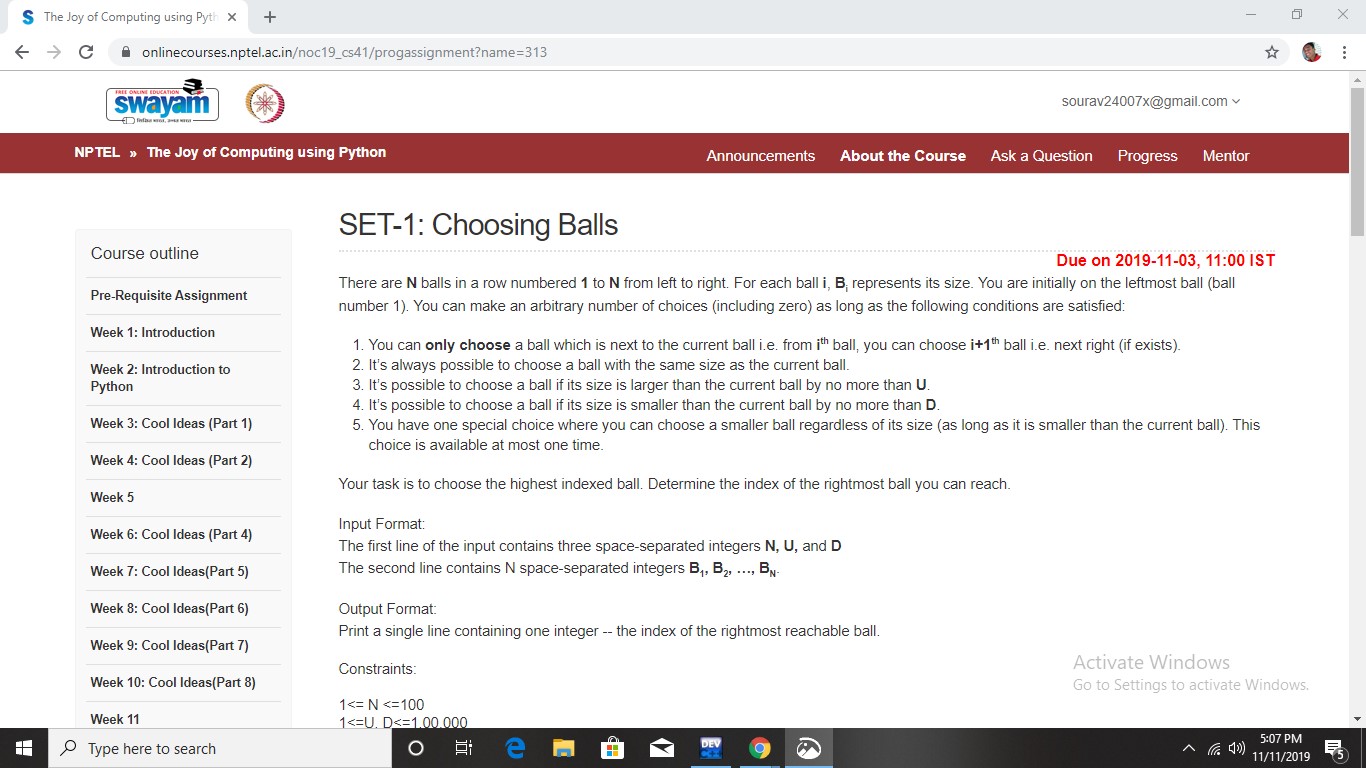 The Joy of Computing using Pyth
onlinecourses.nptel.ac.in/noc19_cs41/progassignment?name=313
FREE ONLINE EDUCATION
swayam
sourav24007x@gmail.com
NPTEL » The Joy of Computing using Python
Announcements About the Course Ask a Question Progress Mentor
Course outline
Pre-Requisite Assignment
Week 1: Introduction
Week 2: Introduction to
Python
Week 3: Cool Ideas (Part 1)
Week 4: Cool Ideas (Part 2)
Week 5
Week 6: Cool Ideas (Part 4)
Week 7: Cool Ideas(Part 5)
Week 8: Cool Ideas(Part 6)
Week 9: Cool Ideas(Part 7)
Week 10: Cool Ideas(Part 8)
Week 11
SET-1: Choosing Balls
Due on 2019-11-03, 11:00 IST
There are N balls in a row numbered 1 to N from left to right. For each ball i, Bi represents its size. You are initially on the leftmost ball (ball
number 1). You can make an arbitrary number of choices (including zero) as long as the following conditions are satisfied:
1. You can only choose a ball which is next to the current ball i.e. from ith ball, you can choose i+1th ball i.e. next right (if exists).
2. It's always possible to choose a ball with the same size as the current ball.
3. It's possible to choose a ball if its size is larger than the current ball by no more than U.
4. It's possible to choose a ball if its size is smaller than the current ball by no more than D.
5. You have one special choice where you can choose a smaller ball regardless of its size (as long as it is smaller than the current ball). This
choice is available at most one time.
Your task is to choose the highest indexed ball. Determine the index of the rightmost ball you can reach.
Input Format:
The first line of the input contains three space-separated integers N, U, and D
The second line contains N space-separated integers B1, B2, ..., BN.
Output Format:
Print a single line containing one integer -- the index of the rightmost reachable ball.
Constraints:
1<= N <=100
1<=U, D<=1,00,000
Activate Windows
Go to Settings to activate Windows.
Type here to search
DEV
5:07 PM
11/11/2019
5